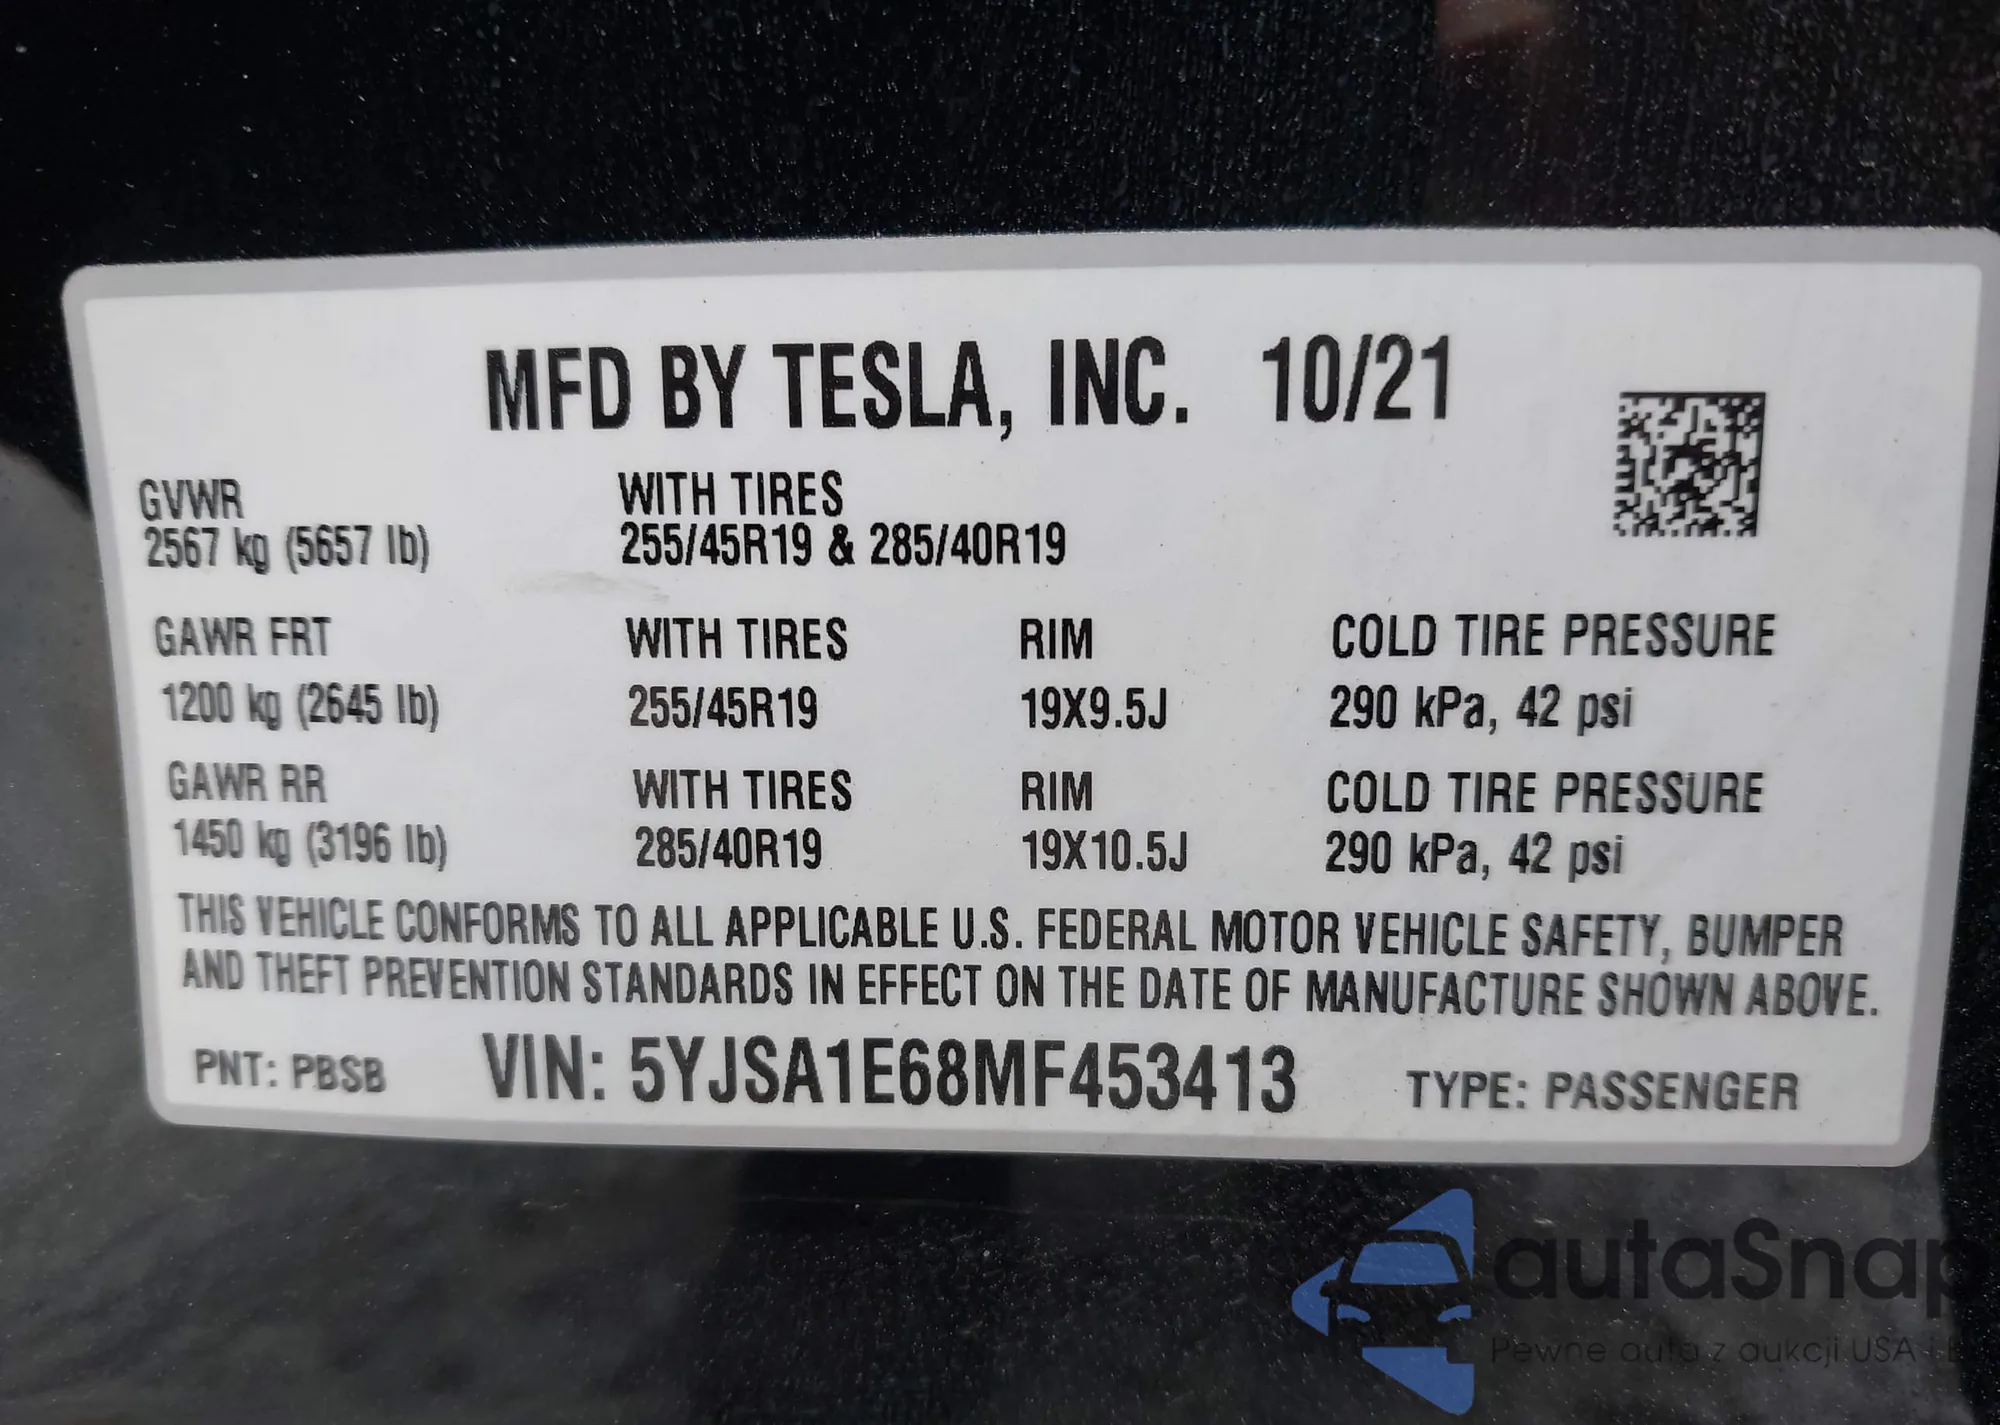 MFD BY TESLA, INC. 10/21
GVWR WITH TIRES
2567 kg (5657 lb) 255/45R19 & 285/40R19
GAWR FRT WITH TIRES RIM COLD TIRE PRESSURE
1200 kg (2645 lb) 255/45R19 19X9.5J 290 kPa, 42 psi
GAWR RR WITH TIRES RIM COLD TIRE PRESSURE
1450 kg (3196 lb) 285/40R19 19X10.5J 290 kPa, 42 psi
THIS VEHICLE CONFORMS TO ALL APPLICABLE U.S. FEDERAL MOTOR VEHICLE SAFETY, BUMPER
AND THEFT PREVENTION STANDARDS IN EFFECT ON THE DATE OF MANUFACTURE SHOWN ABOVE.
PNT: PBSB VIN: 5YJSA1E68MF453413 TYPE: PASSENGER
autaSnap
Pewne auta z aukcji USA i